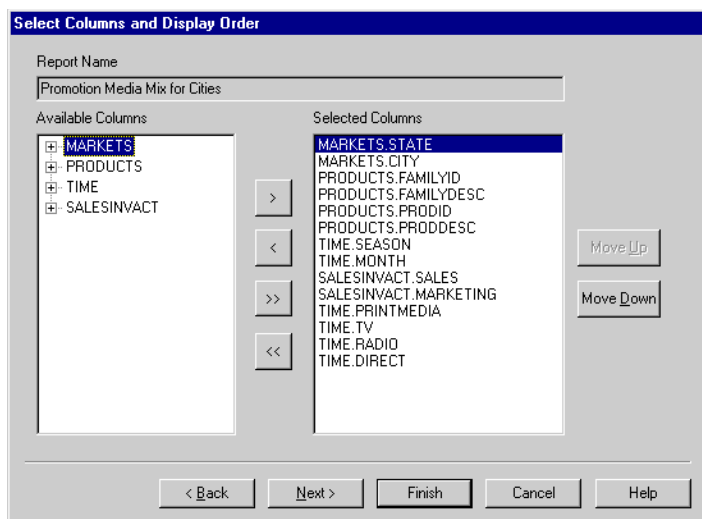 Select Columns and Display Order
Report Name
Promotion Media Mix for Cities
Available Columns
Selected Columns
MARKETS
PRODUCTS
TIME
SALESINVACT
>
<
>>
<<
MARKETS.STATE
MARKETS.CITY
PRODUCTS.FAMILYID
PRODUCTS.FAMILYDESC
PRODUCTS.PRODID
PRODUCTS.PRODDESC
TIME.SEASON
TIME.MONTH
SALESINVACT.SALES
SALESINVACT.MARKETING
TIME.PRINTMEDIA
TIME.TV
TIME.RADIO
TIME.DIRECT
Move Up
Move Down
< Back
Next >
Finish
Cancel
Help